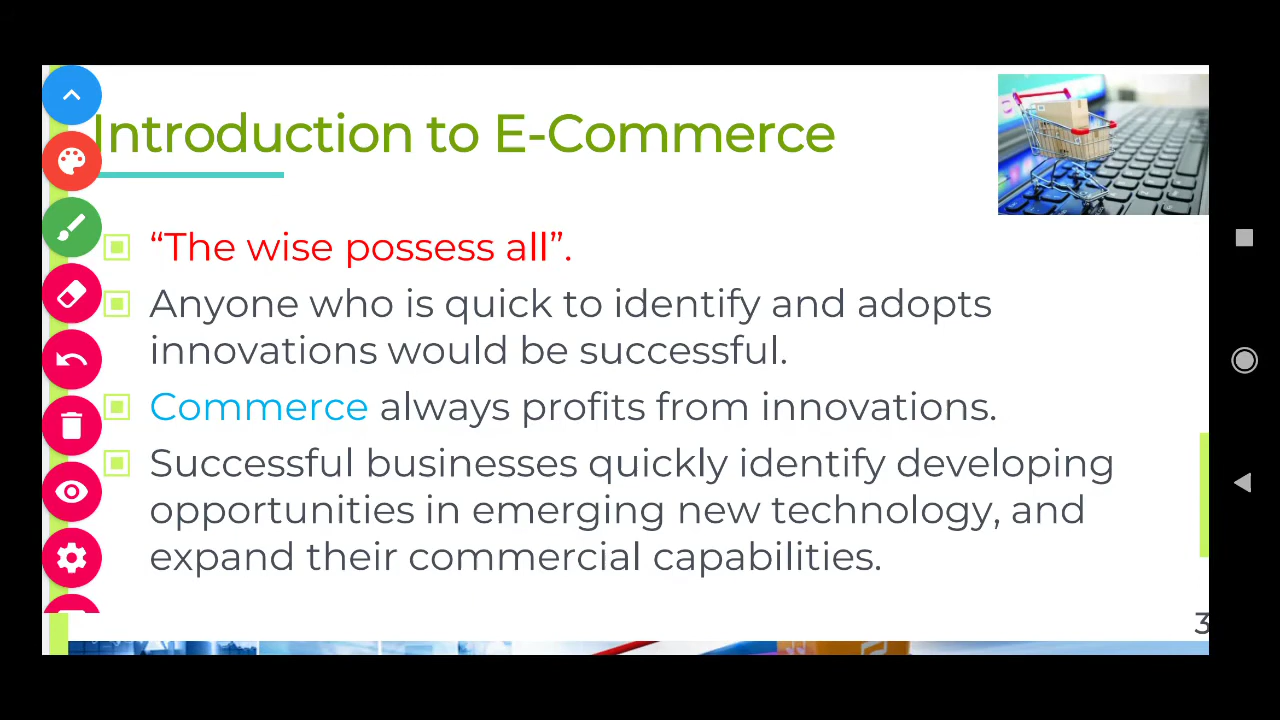 Introduction to E-Commerce
“The wise possess all”.
Anyone who is quick to identify and adopts
innovations would be successful.
Commerce always profits from innovations.
Successful businesses quickly identify developing
opportunities in emerging new technology, and
expand their commercial capabilities.
3